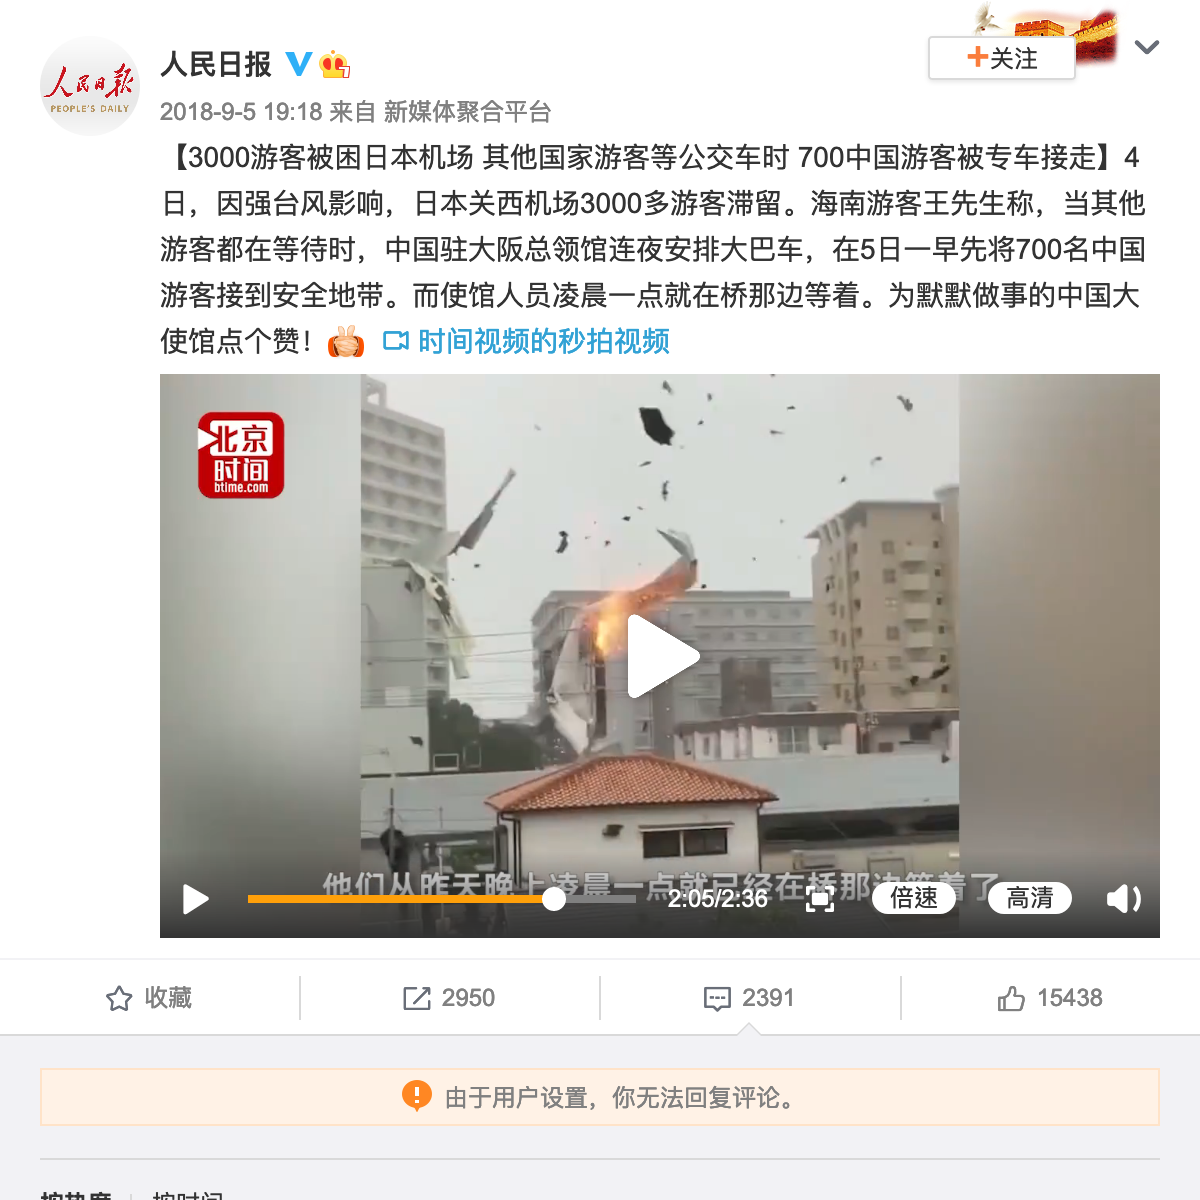 人民日报
人民日报
PEOPLE'S DAILY
关注
2018-9-5 19:18 来自 新媒体聚合平台
【3000游客被困日本机场 其他国家游客等公交车时 700中国游客被专车接走】4
日，因强台风影响，日本关西机场3000多游客滞留。海南游客王先生称，当其他
游客都在等待时，中国驻大阪总领馆连夜安排大巴车，在5日一早先将700名中国
游客接到安全地带。而使馆人员凌晨一点就在桥那边等着。为默默做事的中国大
使馆点个赞！ 时间视频的秒拍视频
北京
时间
btime.com
他们从昨天晚上凌晨一点就已经在桥那边等着了
2:05/2:36
倍速
高清
收藏
2950
2391
15438
由于用户设置，你无法回复评论。
按热度 按时间